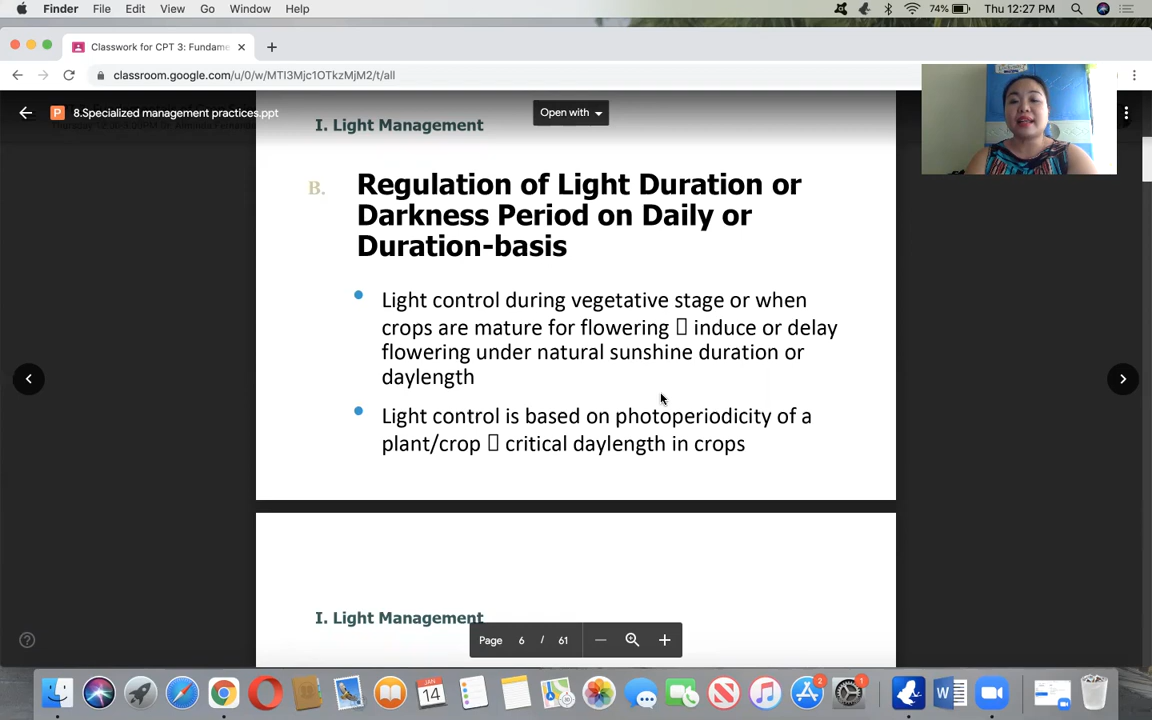 Finder File Edit View Go Window Help 74% Thu 12:27 PM
Classwork for CPT 3: Fundame
classroom.google.com/u/0/w/MTI3Mjc1OTkzMjM2/t/all
8.Specialized management practices.ppt
Open with
I. Light Management
B. Regulation of Light Duration or
Darkness Period on Daily or
Duration-basis
Light control during vegetative stage or when
crops are mature for flowering induce or delay
flowering under natural sunshine duration or
daylength
Light control is based on photoperiodicity of a
plant/crop critical daylength in crops
I. Light Management
Page 6 / 61
JAN
14
2
1